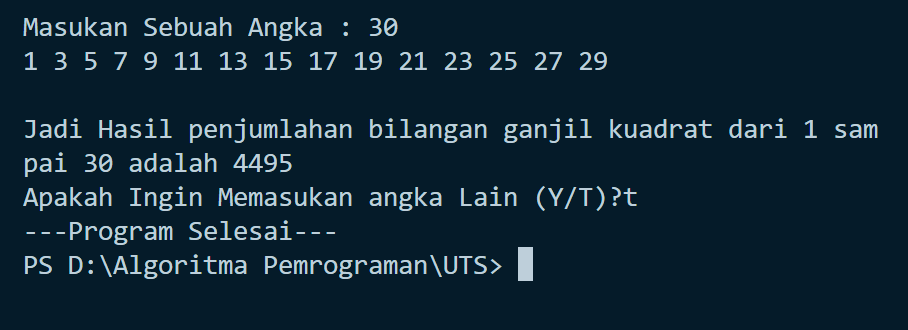 Masukan Sebuah Angka : 30
1 3 5 7 9 11 13 15 17 19 21 23 25 27 29
Jadi Hasil penjumlahan bilangan ganjil kuadrat dari 1 sam
pai 30 adalah 4495
Apakah Ingin Memasukan angka Lain (Y/T)?t
---Program Selesai---
PS D:\Algoritma Pemrograman\UTS>